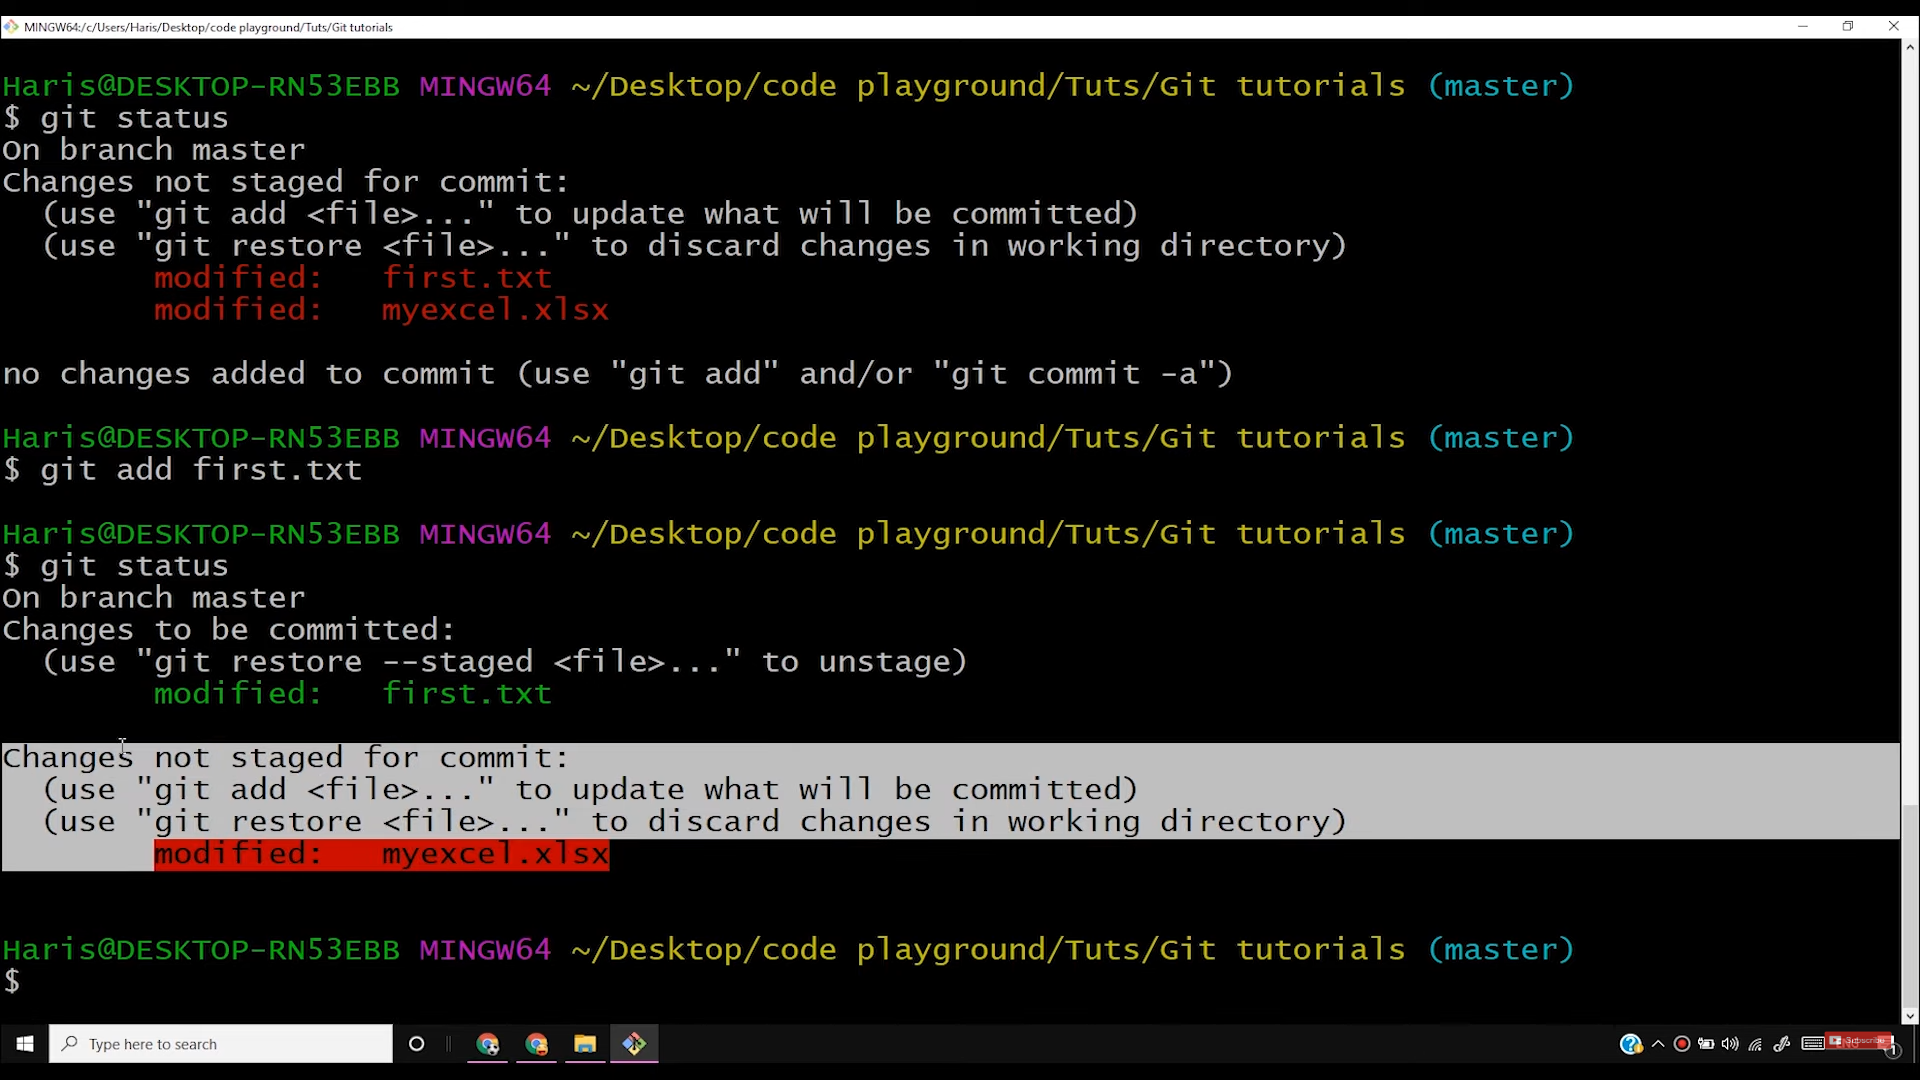 MINGW64:/c/Users/Haris/Desktop/code playground/Tuts/Git tutorials
Haris@DESKTOP-RN53EBB MINGW64 ~/Desktop/code playground/Tuts/Git tutorials (master)
$ git status
On branch master
Changes not staged for commit:
  (use "git add <file>..." to update what will be committed)
  (use "git restore <file>..." to discard changes in working directory)
        modified:   first.txt
        modified:   myexcel.xlsx
no changes added to commit (use "git add" and/or "git commit -a")
Haris@DESKTOP-RN53EBB MINGW64 ~/Desktop/code playground/Tuts/Git tutorials (master)
$ git add first.txt
Haris@DESKTOP-RN53EBB MINGW64 ~/Desktop/code playground/Tuts/Git tutorials (master)
$ git status
On branch master
Changes to be committed:
  (use "git restore --staged <file>..." to unstage)
        modified:   first.txt
Changes not staged for commit:
  (use "git add <file>..." to update what will be committed)
  (use "git restore <file>..." to discard changes in working directory)
        modified:   myexcel.xlsx
Haris@DESKTOP-RN53EBB MINGW64 ~/Desktop/code playground/Tuts/Git tutorials (master)
$
Type here to search
Subscribe
1